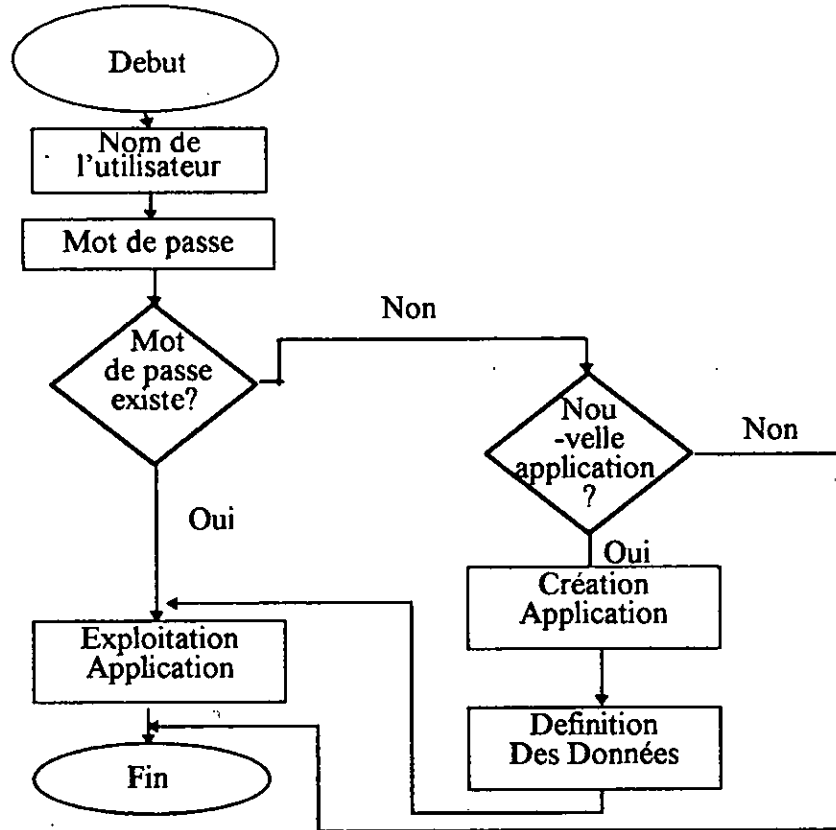 Debut
Nom de
l'utilisateur
Mot de passe
Mot
de passe
existe?
Non
Nou
-velle
application
?
Non
Oui
Oui
Création
Application
Exploitation
Application
Definition
Des Données
Fin